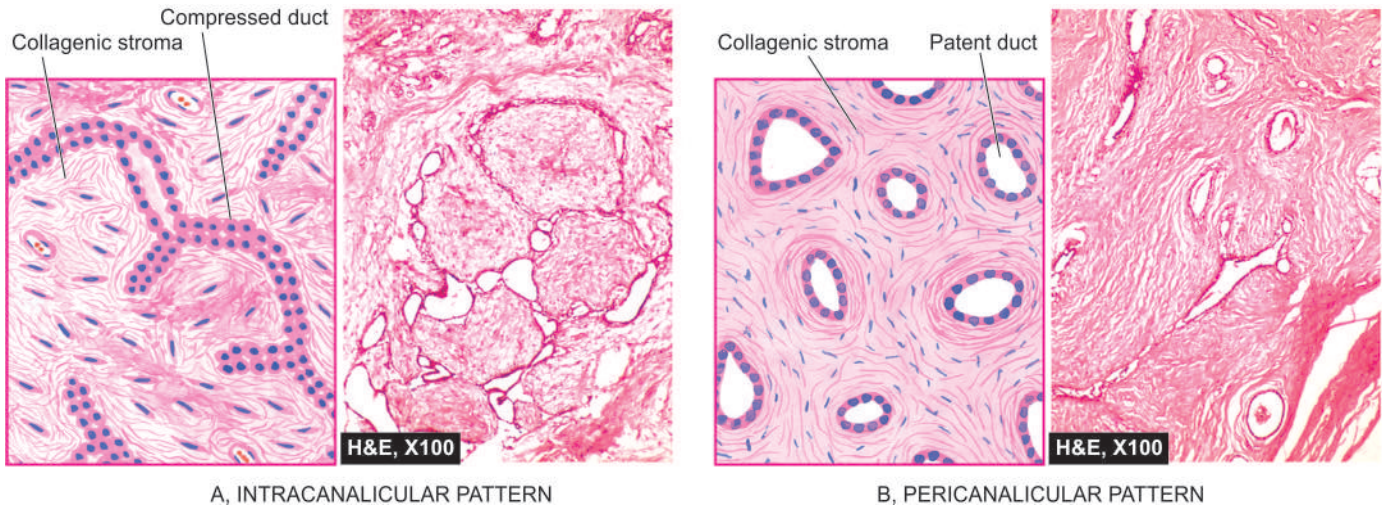 Compressed duct
Collagenic stroma
H&E, X100
A, INTRACANALICULAR PATTERN
Collagenic stroma
Patent duct
H&E, X100
B, PERICANALICULAR PATTERN